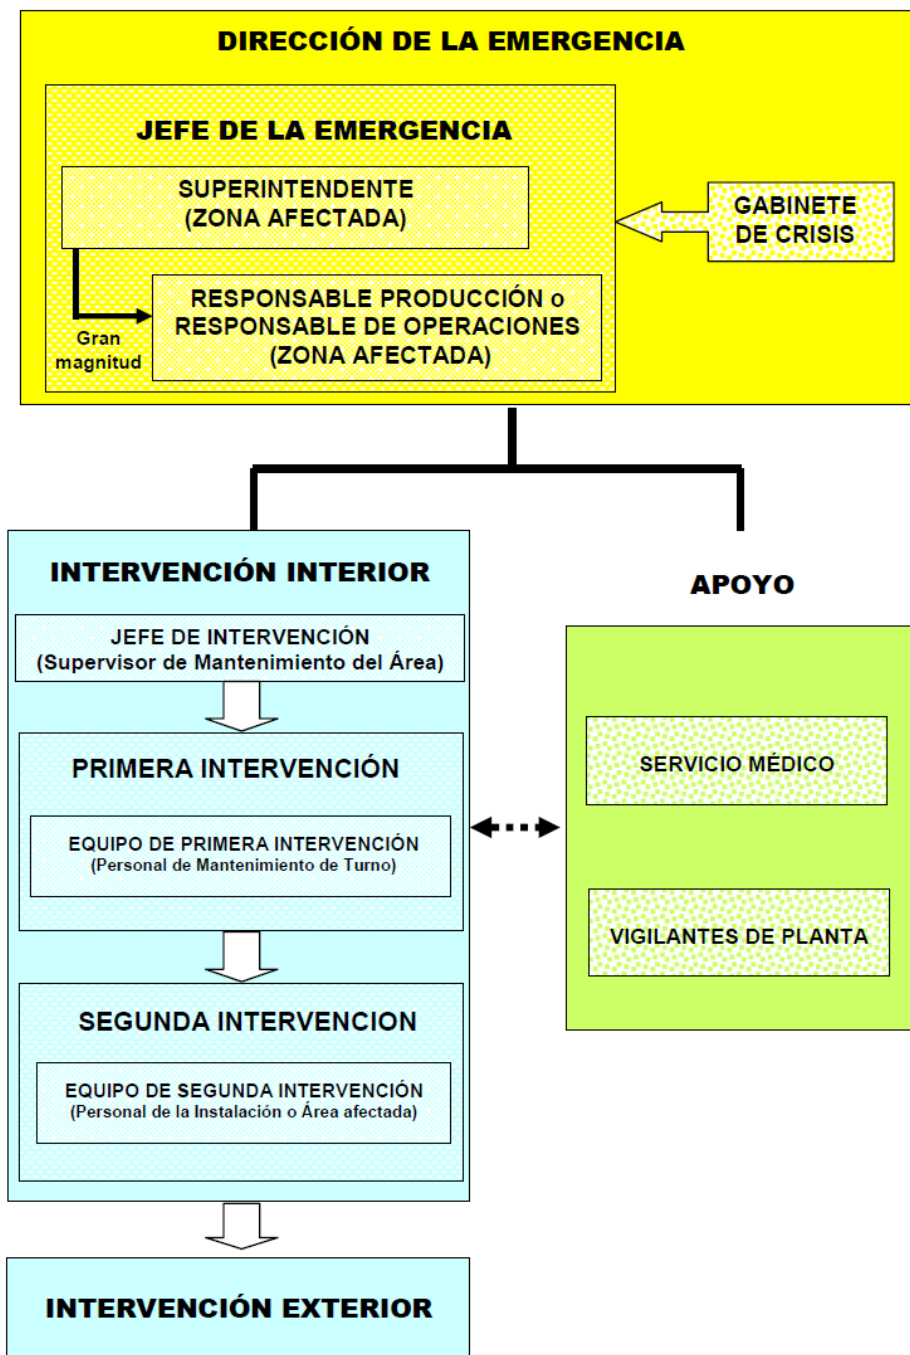 DIRECCIÓN DE LA EMERGENCIA
JEFE DE LA EMERGENCIA
SUPERINTENDENTE
(ZONA AFECTADA)
GABINETE
DE CRISIS
RESPONSABLE PRODUCCIÓN o
RESPONSABLE DE OPERACIONES
(ZONA AFECTADA)
Gran
magnitud
INTERVENCIÓN INTERIOR
JEFE DE INTERVENCIÓN
(Supervisor de Mantenimiento del Área)
PRIMERA INTERVENCIÓN
EQUIPO DE PRIMERA INTERVENCIÓN
(Personal de Mantenimiento de Turno)
SEGUNDA INTERVENCION
EQUIPO DE SEGUNDA INTERVENCIÓN
(Personal de la Instalación o Área afectada)
INTERVENCIÓN EXTERIOR
APOYO
SERVICIO MÉDICO
VIGILANTES DE PLANTA